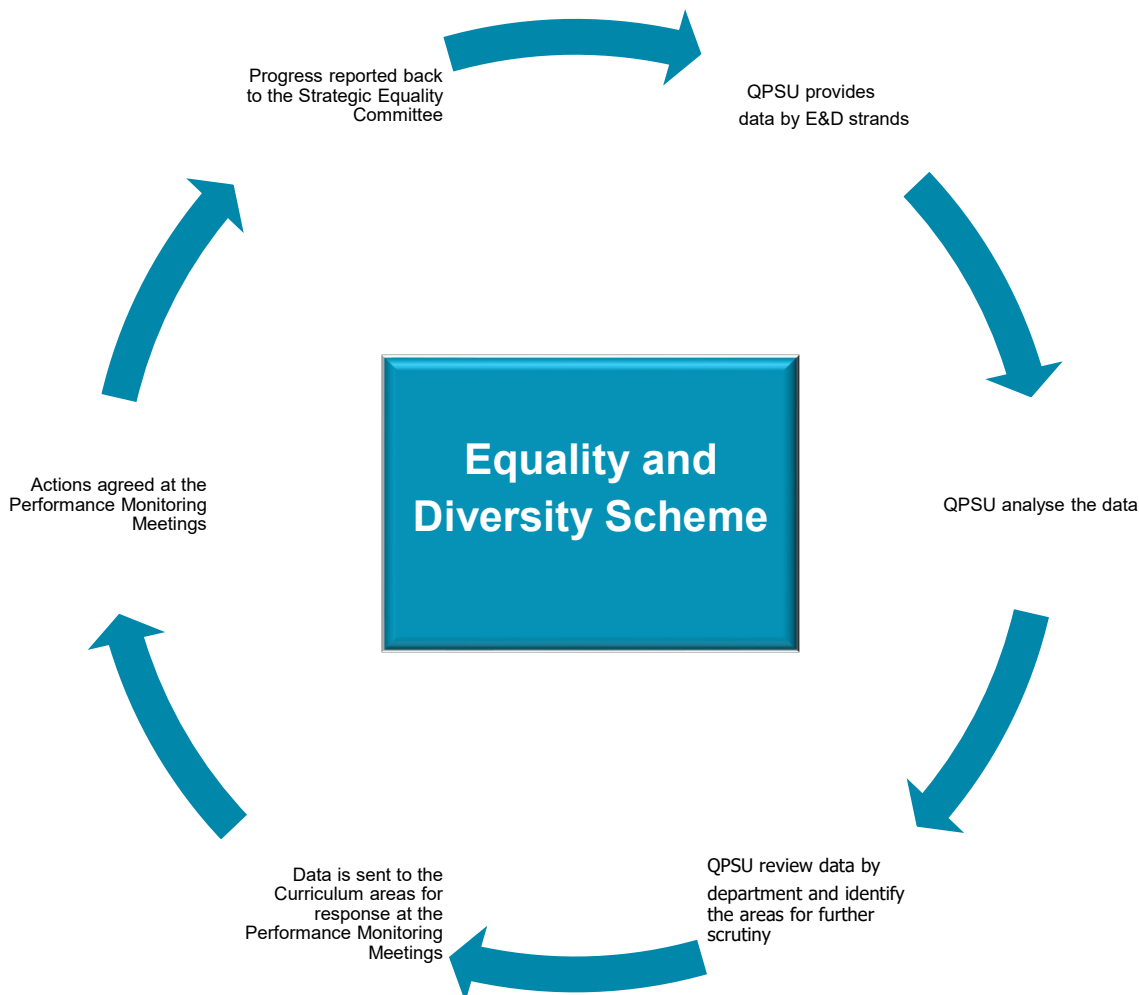 Progress reported back
to the Strategic Equality
Committee
QPSU provides
data by E&D strands
Equality and
Diversity Scheme
Actions agreed at the
Performance Monitoring
Meetings
QPSU analyse the data
Data is sent to the
Curriculum areas for
response at the
Performance Monitoring
Meetings
QPSU review data by
department and identify
the areas for further
scrutiny